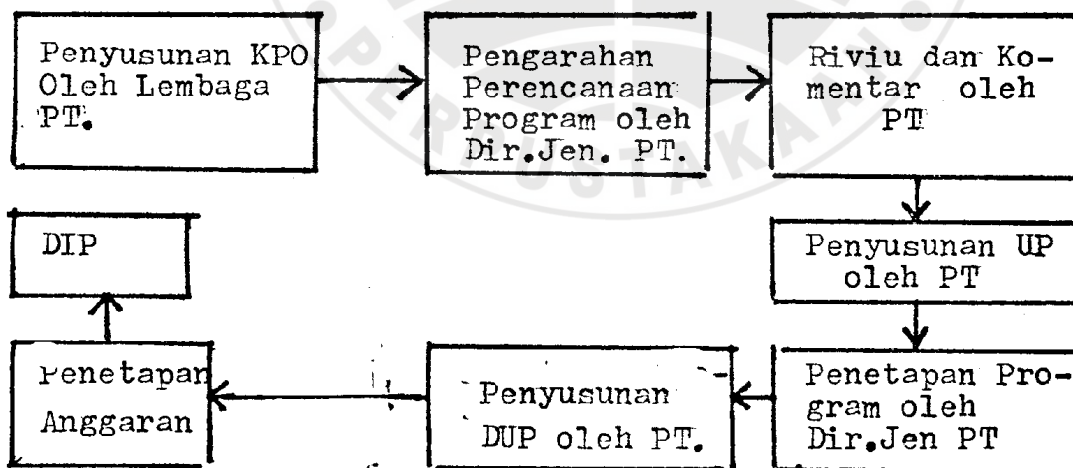 Penyusunan KPO
Oleh Lembaga
PT.
Pengarahan
Perencanaan
Program oleh
Dir.Jen. PT.
Riviu dan Ko-
mentar oleh
PT
Penyusunan UP
oleh PT
Penetapan Pro-
gram oleh
Dir.Jen PT
Penyusunan
DUP oleh PT.
Penetapan
Anggaran
DIP
PERPUSTAKAAN